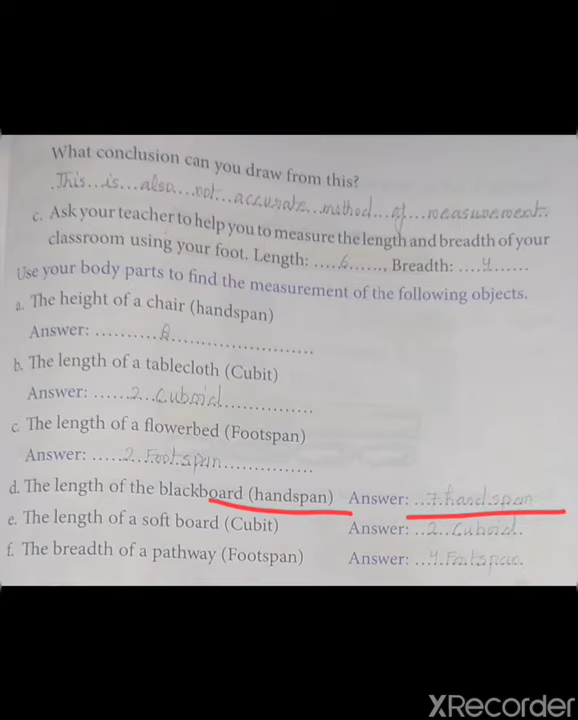 What conclusion can you draw from this?
.This...is...also...not...accurate...method...of...measurement.
c. Ask your teacher to help you to measure the length and breadth of your
classroom using your foot. Length: ....6......., Breadth: ....4......
Use your body parts to find the measurement of the following objects.
a. The height of a chair (handspan)
Answer: ..........6......................
b. The length of a tablecloth (Cubit)
Answer: ......2...Cuboid................
c. The length of a flowerbed (Footspan)
Answer: .....2.Footspan................
d. The length of the blackboard (handspan) Answer: ..7.handspan
e. The length of a soft board (Cubit) Answer: ..2..Cuboid.
f. The breadth of a pathway (Footspan) Answer: ...4.Footspan.
XRecorder